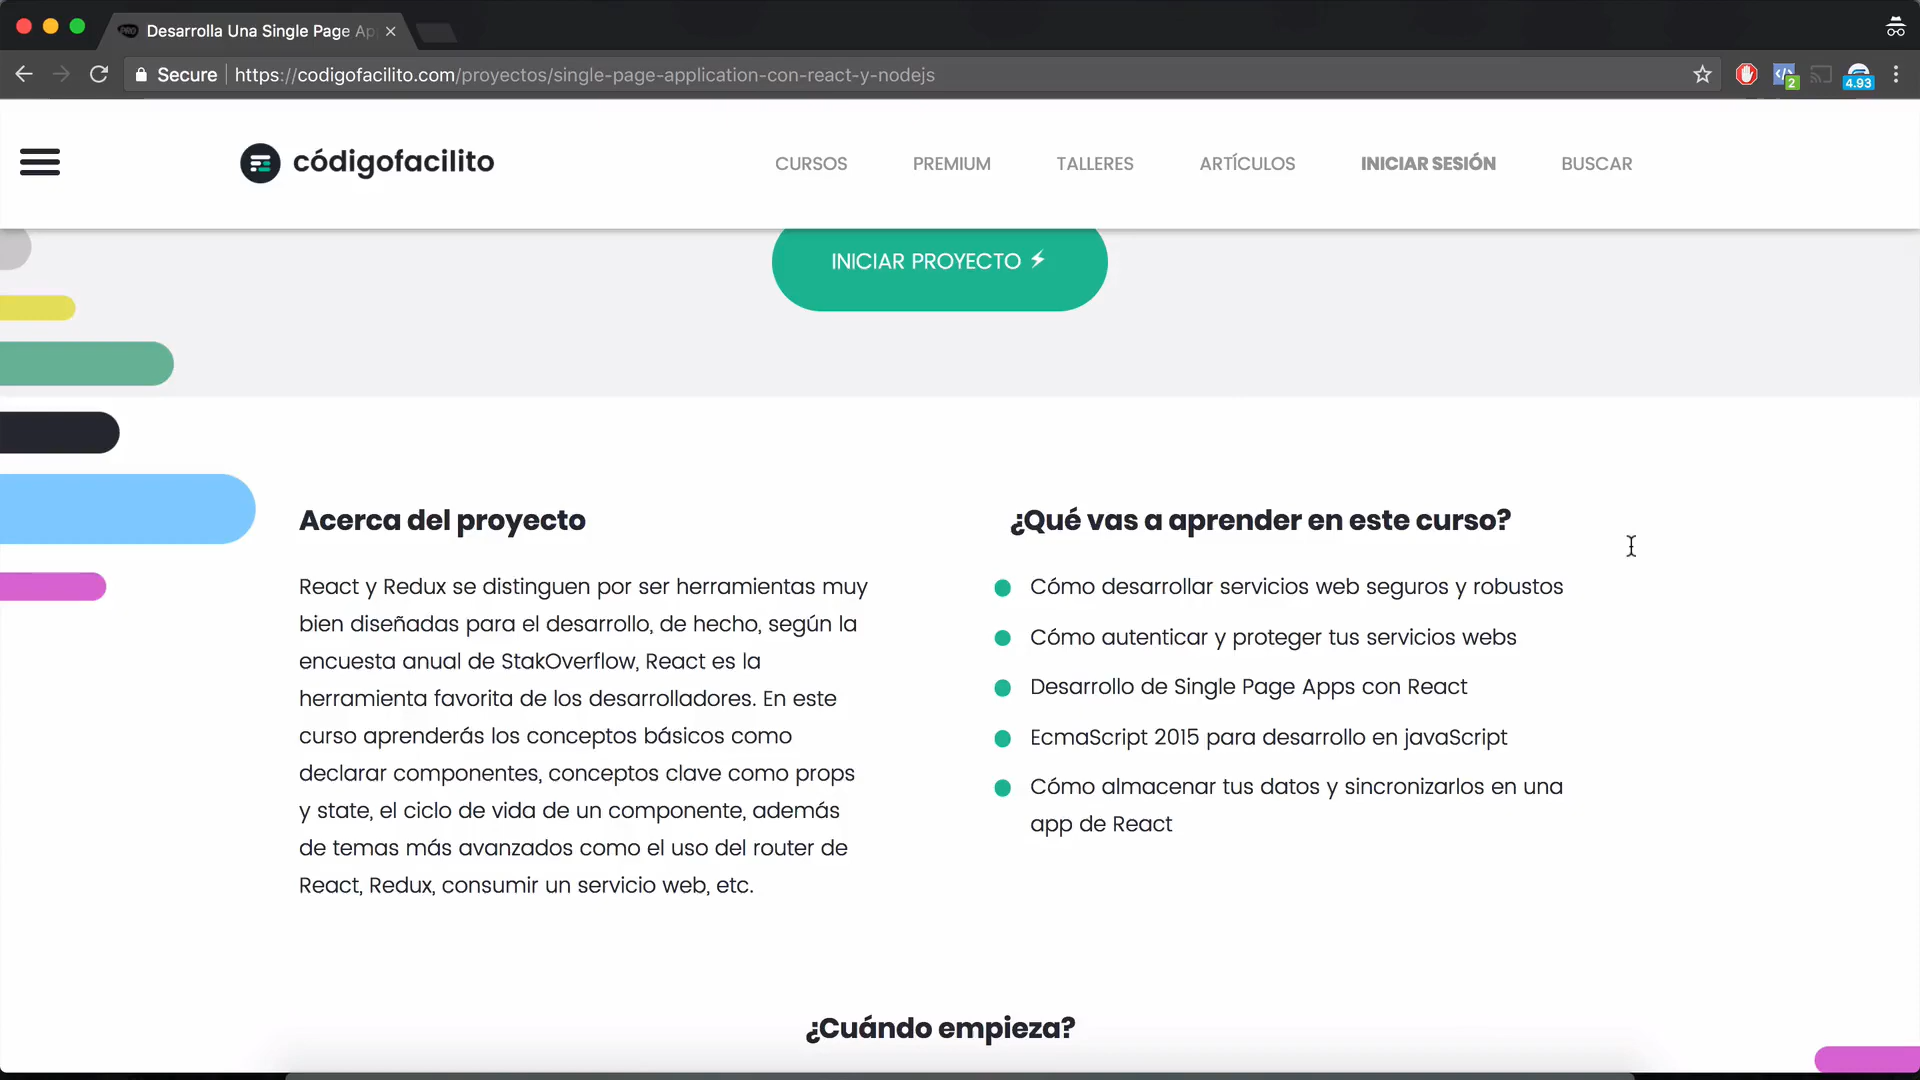 Desarrolla Una Single Page Ap
Secure https://codigofacilito.com/proyectos/single-page-application-con-react-y-nodejs
2
4.93
códigofacilito
CURSOS PREMIUM TALLERES ARTÍCULOS INICIAR SESIÓN BUSCAR
INICIAR PROYECTO ⚡
Acerca del proyecto
React y Redux se distinguen por ser herramientas muy
bien diseñadas para el desarrollo, de hecho, según la
encuesta anual de StakOverflow, React es la
herramienta favorita de los desarrolladores. En este
curso aprenderás los conceptos básicos como
declarar componentes, conceptos clave como props
y state, el ciclo de vida de un componente, además
de temas más avanzados como el uso del router de
React, Redux, consumir un servicio web, etc.
¿Qué vas a aprender en este curso?
Cómo desarrollar servicios web seguros y robustos
Cómo autenticar y proteger tus servicios webs
Desarrollo de Single Page Apps con React
EcmaScript 2015 para desarrollo en javaScript
Cómo almacenar tus datos y sincronizarlos en una
app de React
¿Cuándo empieza?